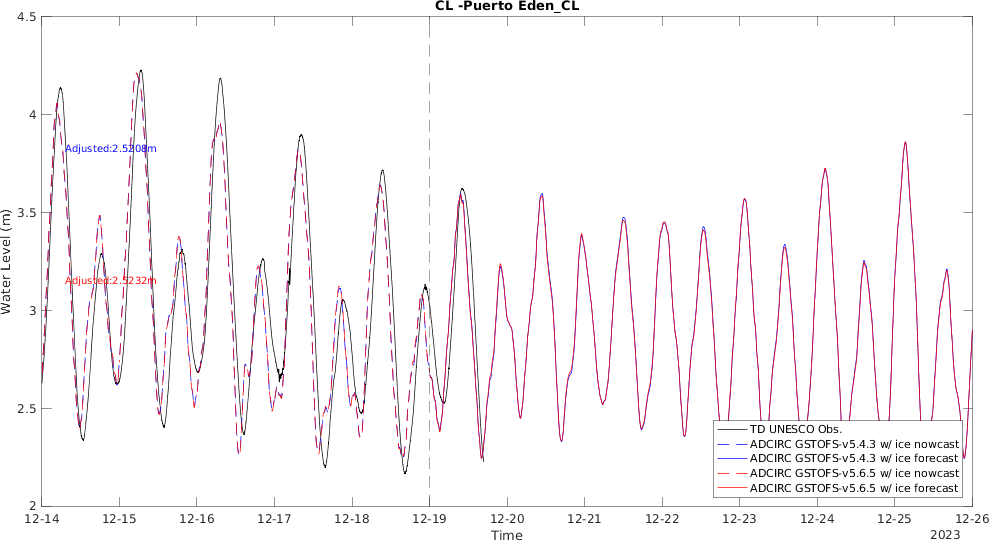 CL -Puerto Eden_CL
4.5
4
3.5
3
2.5
2
Water Level (m)
Adjusted:2.5208m
Adjusted:2.5232m
TD UNESCO Obs.
ADCIRC GSTOFS-v5.4.3 w/ ice nowcast
ADCIRC GSTOFS-v5.4.3 w/ ice forecast
ADCIRC GSTOFS-v5.6.5 w/ ice nowcast
ADCIRC GSTOFS-v5.6.5 w/ ice forecast
12-14 12-15 12-16 12-17 12-18 12-19 12-20 12-21 12-22 12-23 12-24 12-25 12-26
Time
2023